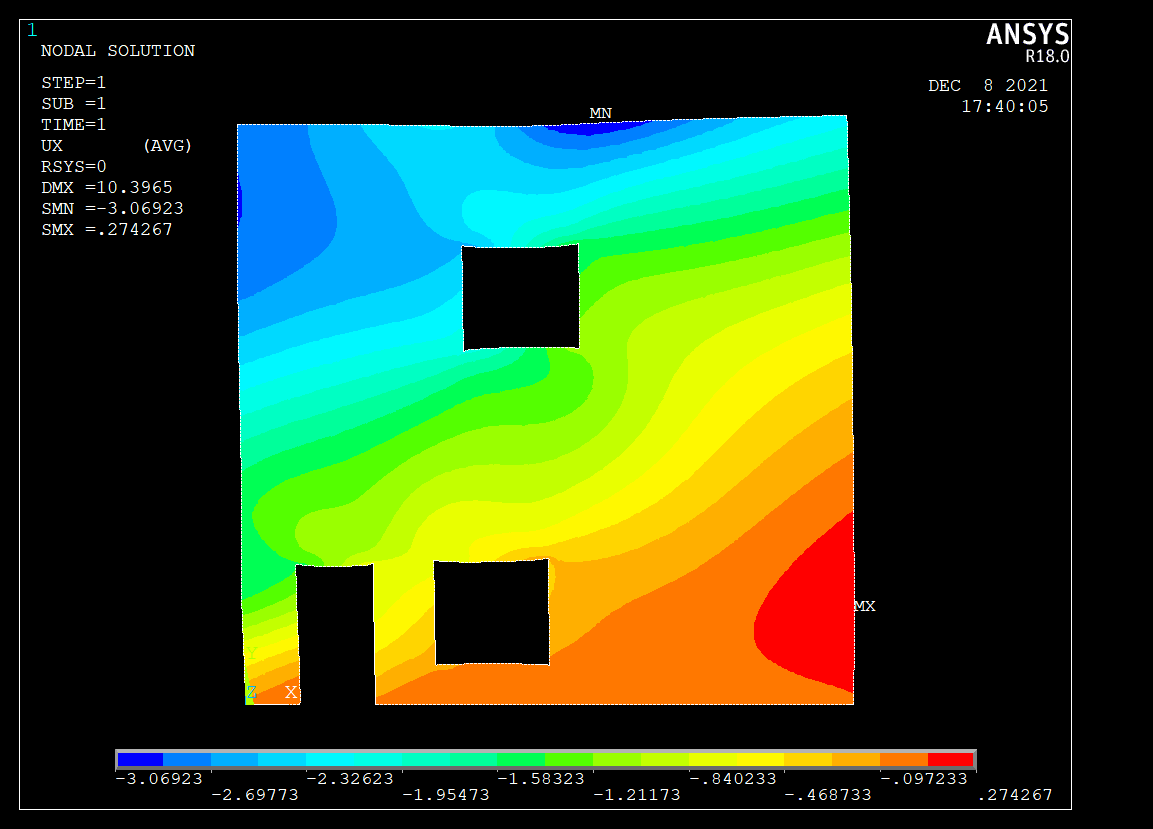 1
NODAL SOLUTION
STEP=1
SUB =1
TIME=1
UX (AVG)
RSYS=0
DMX =10.3965
SMN =-3.06923
SMX =.274267
ANSYS
R18.0
DEC 8 2021
17:40:05
MN
MX
Y
Z X
-3.06923 -2.32623 -1.58323 -.840233 -.097233
-2.69773 -1.95473 -1.21173 -.468733 .274267